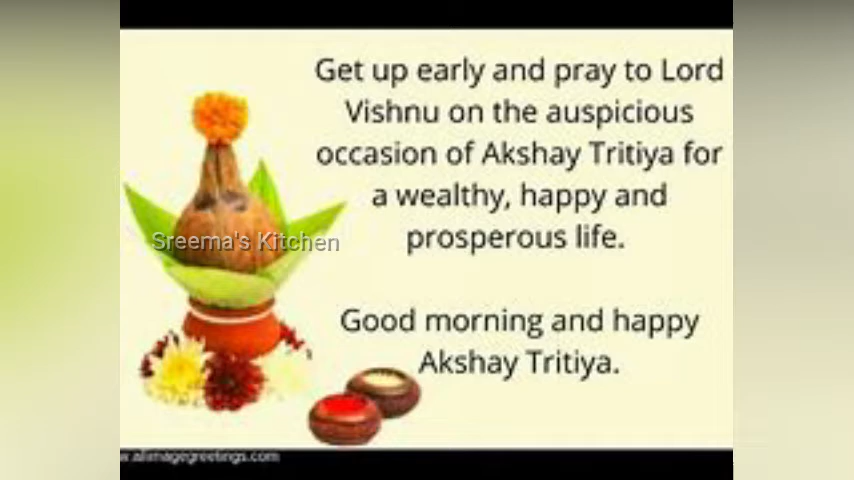 Get up early and pray to Lord
Vishnu on the auspicious
occasion of Akshay Tritiya for
a wealthy, happy and
prosperous life.
Sreema's Kitchen
Good morning and happy
Akshay Tritiya.
w.allimagegreetings.com